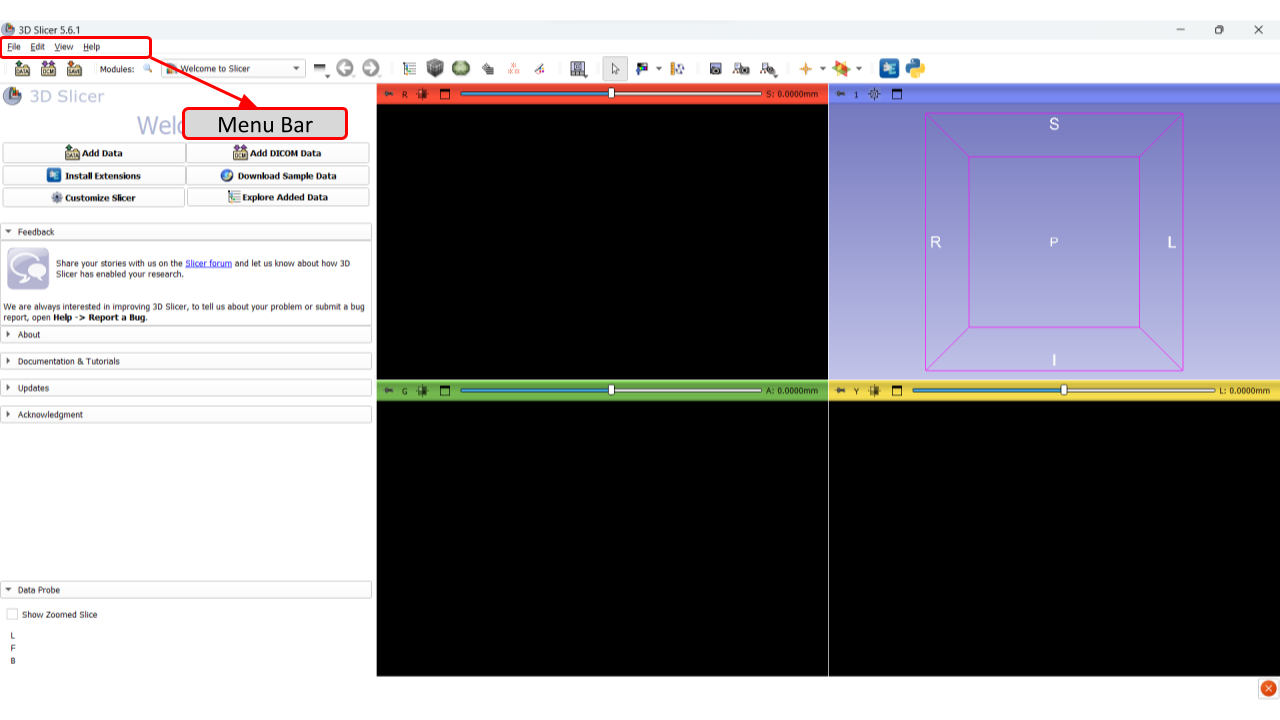 3D Slicer 5.6.1
File Edit View Help
DATA DCM SAVE Modules: Welcome to Slicer
3D Slicer
Welc
Menu Bar
Add Data
Add DICOM Data
Install Extensions
Download Sample Data
Customize Slicer
Explore Added Data
Feedback
Share your stories with us on the Slicer forum and let us know about how 3D
Slicer has enabled your research.
We are always interested in improving 3D Slicer, to tell us about your problem or submit a bug
report, open Help -> Report a Bug.
About
Documentation & Tutorials
Updates
Acknowledgment
Data Probe
Show Zoomed Slice
L
F
B
R S: 0.0000mm
1
S
R P L
I
G A: 0.0000mm
Y L: 0.0000mm